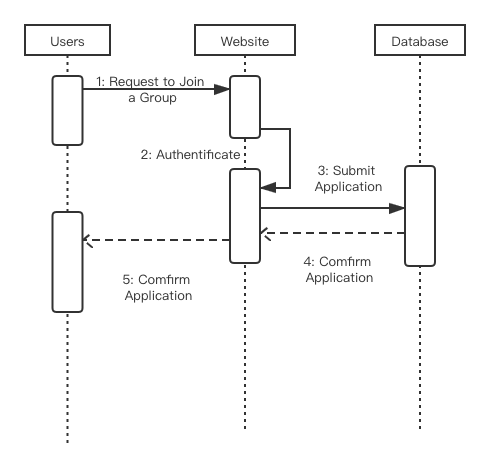 Users
Website
Database
1: Request to Join
a Group
2: Authentificate
3: Submit
Application
4: Comfirm
Application
5: Comfirm
Application